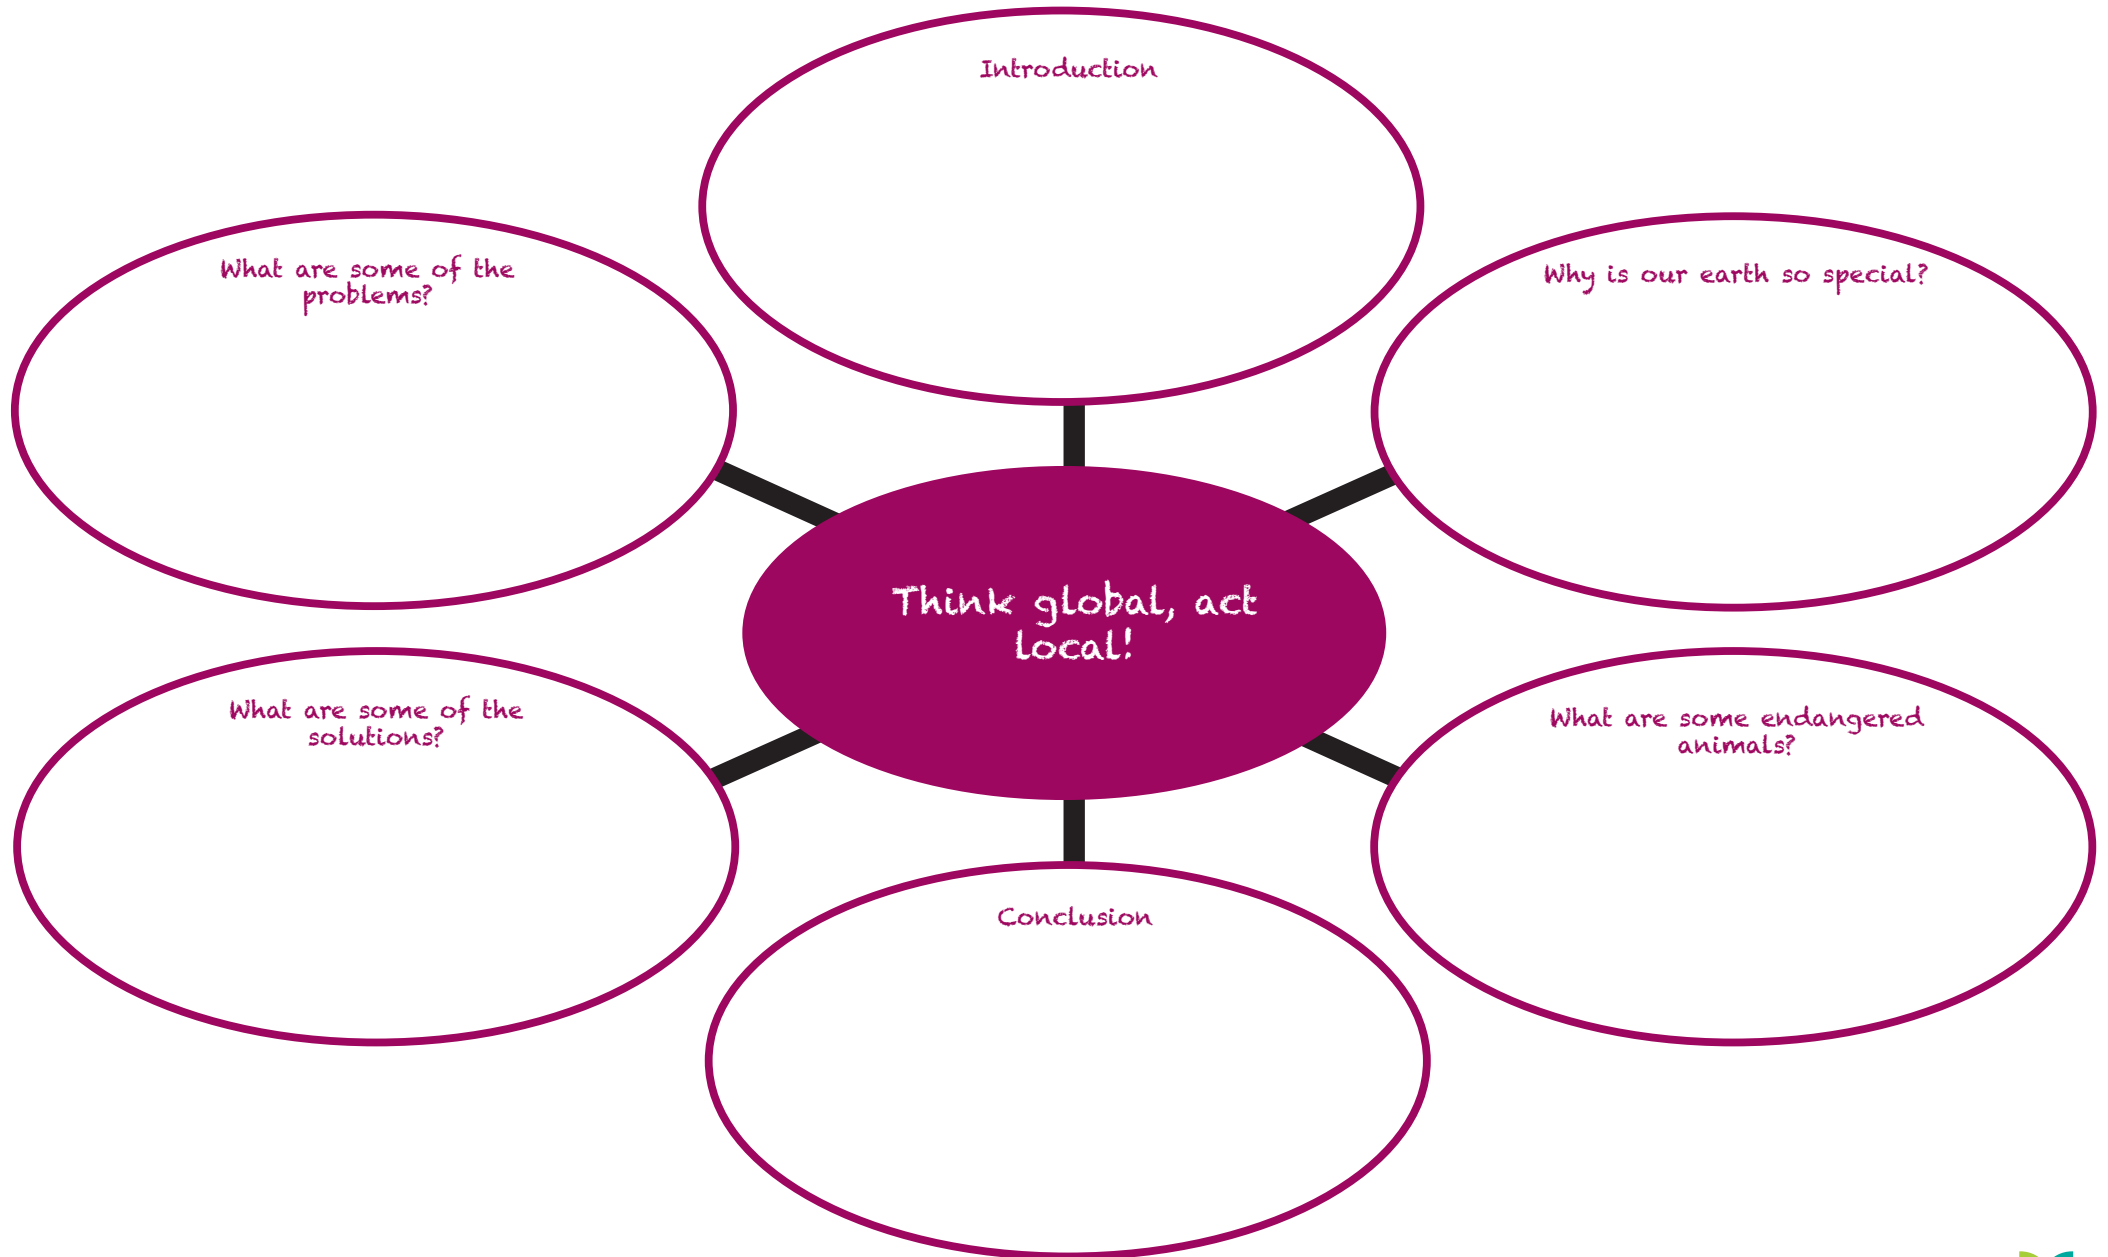 Introduction
What are some of the
problems?
Why is our earth so special?
Think global, act
local!
What are some of the
solutions?
What are some endangered
animals?
Conclusion